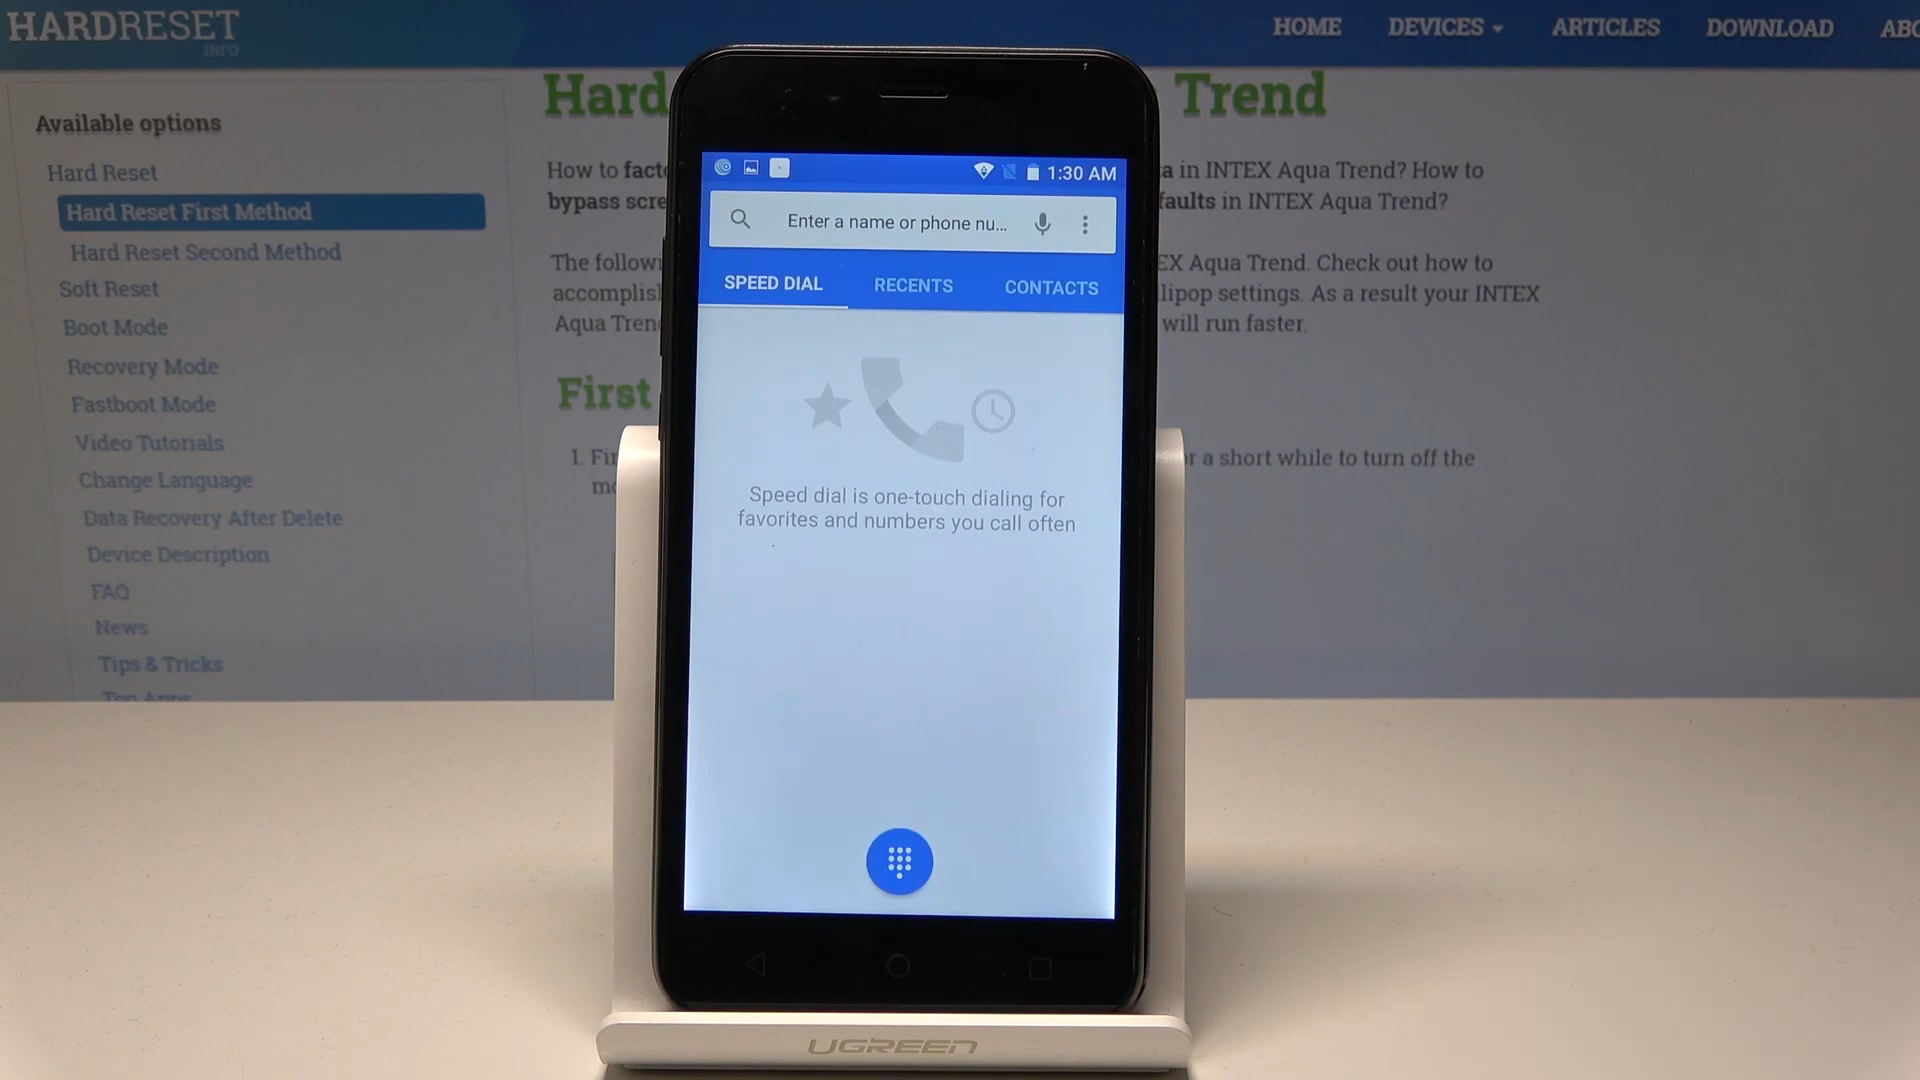 HARDRESET
.INFO
HOME DEVICES ARTICLES DOWNLOAD
Available options
Hard Reset
Hard Reset First Method
Hard Reset Second Method
Soft Reset
Boot Mode
Recovery Mode
Fastboot Mode
Video Tutorials
Change Language
Data Recovery After Delete
Device Description
FAQ
News
Tips & Tricks
Top Apps
Hard Trend
How to in INTEX Aqua Trend? How to
bypass in INTEX Aqua Trend?
The Aqua Trend. Check out how to
settings. As a result your INTEX
Aqua will run faster.
First
1. a short while to turn off the
1:30 AM
Enter a name or phone nu...
SPEED DIAL RECENTS CONTACTS
Speed dial is one-touch dialing for
favorites and numbers you call often
UGREEN